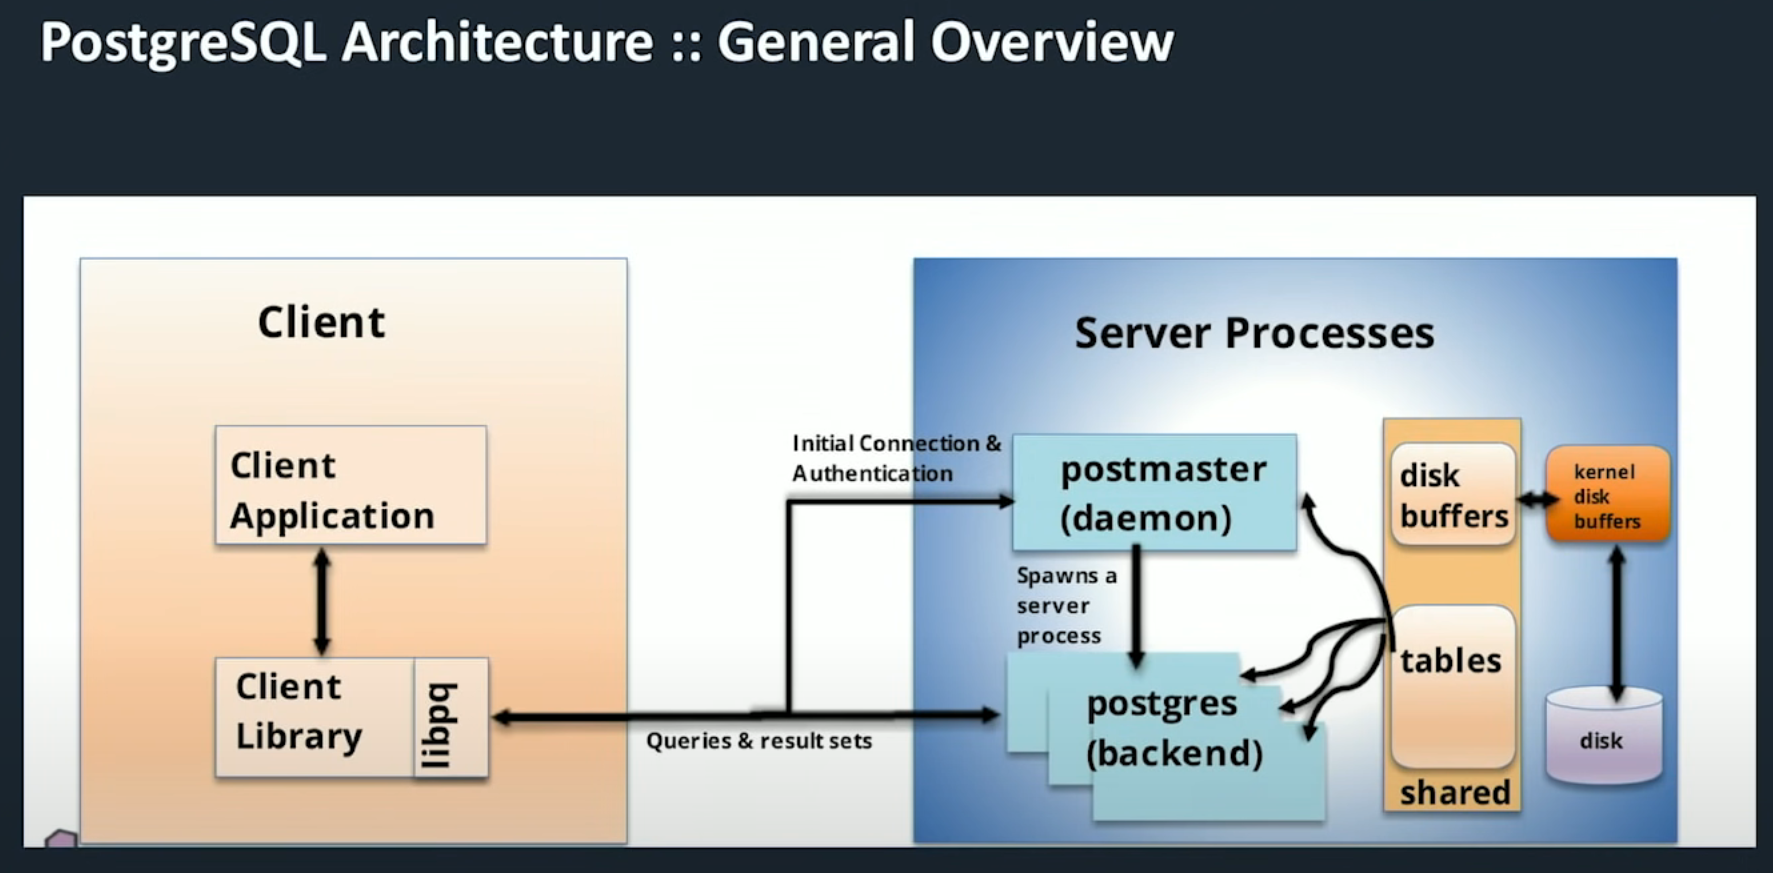 PostgreSQL Architecture :: General Overview
Client
Client
Application
Client
Library
libpq
Initial Connection &
Authentication
Queries & result sets
Server Processes
postmaster
(daemon)
Spawns a
server
process
postgres
(backend)
disk
buffers
tables
shared
kernel
disk
buffers
disk